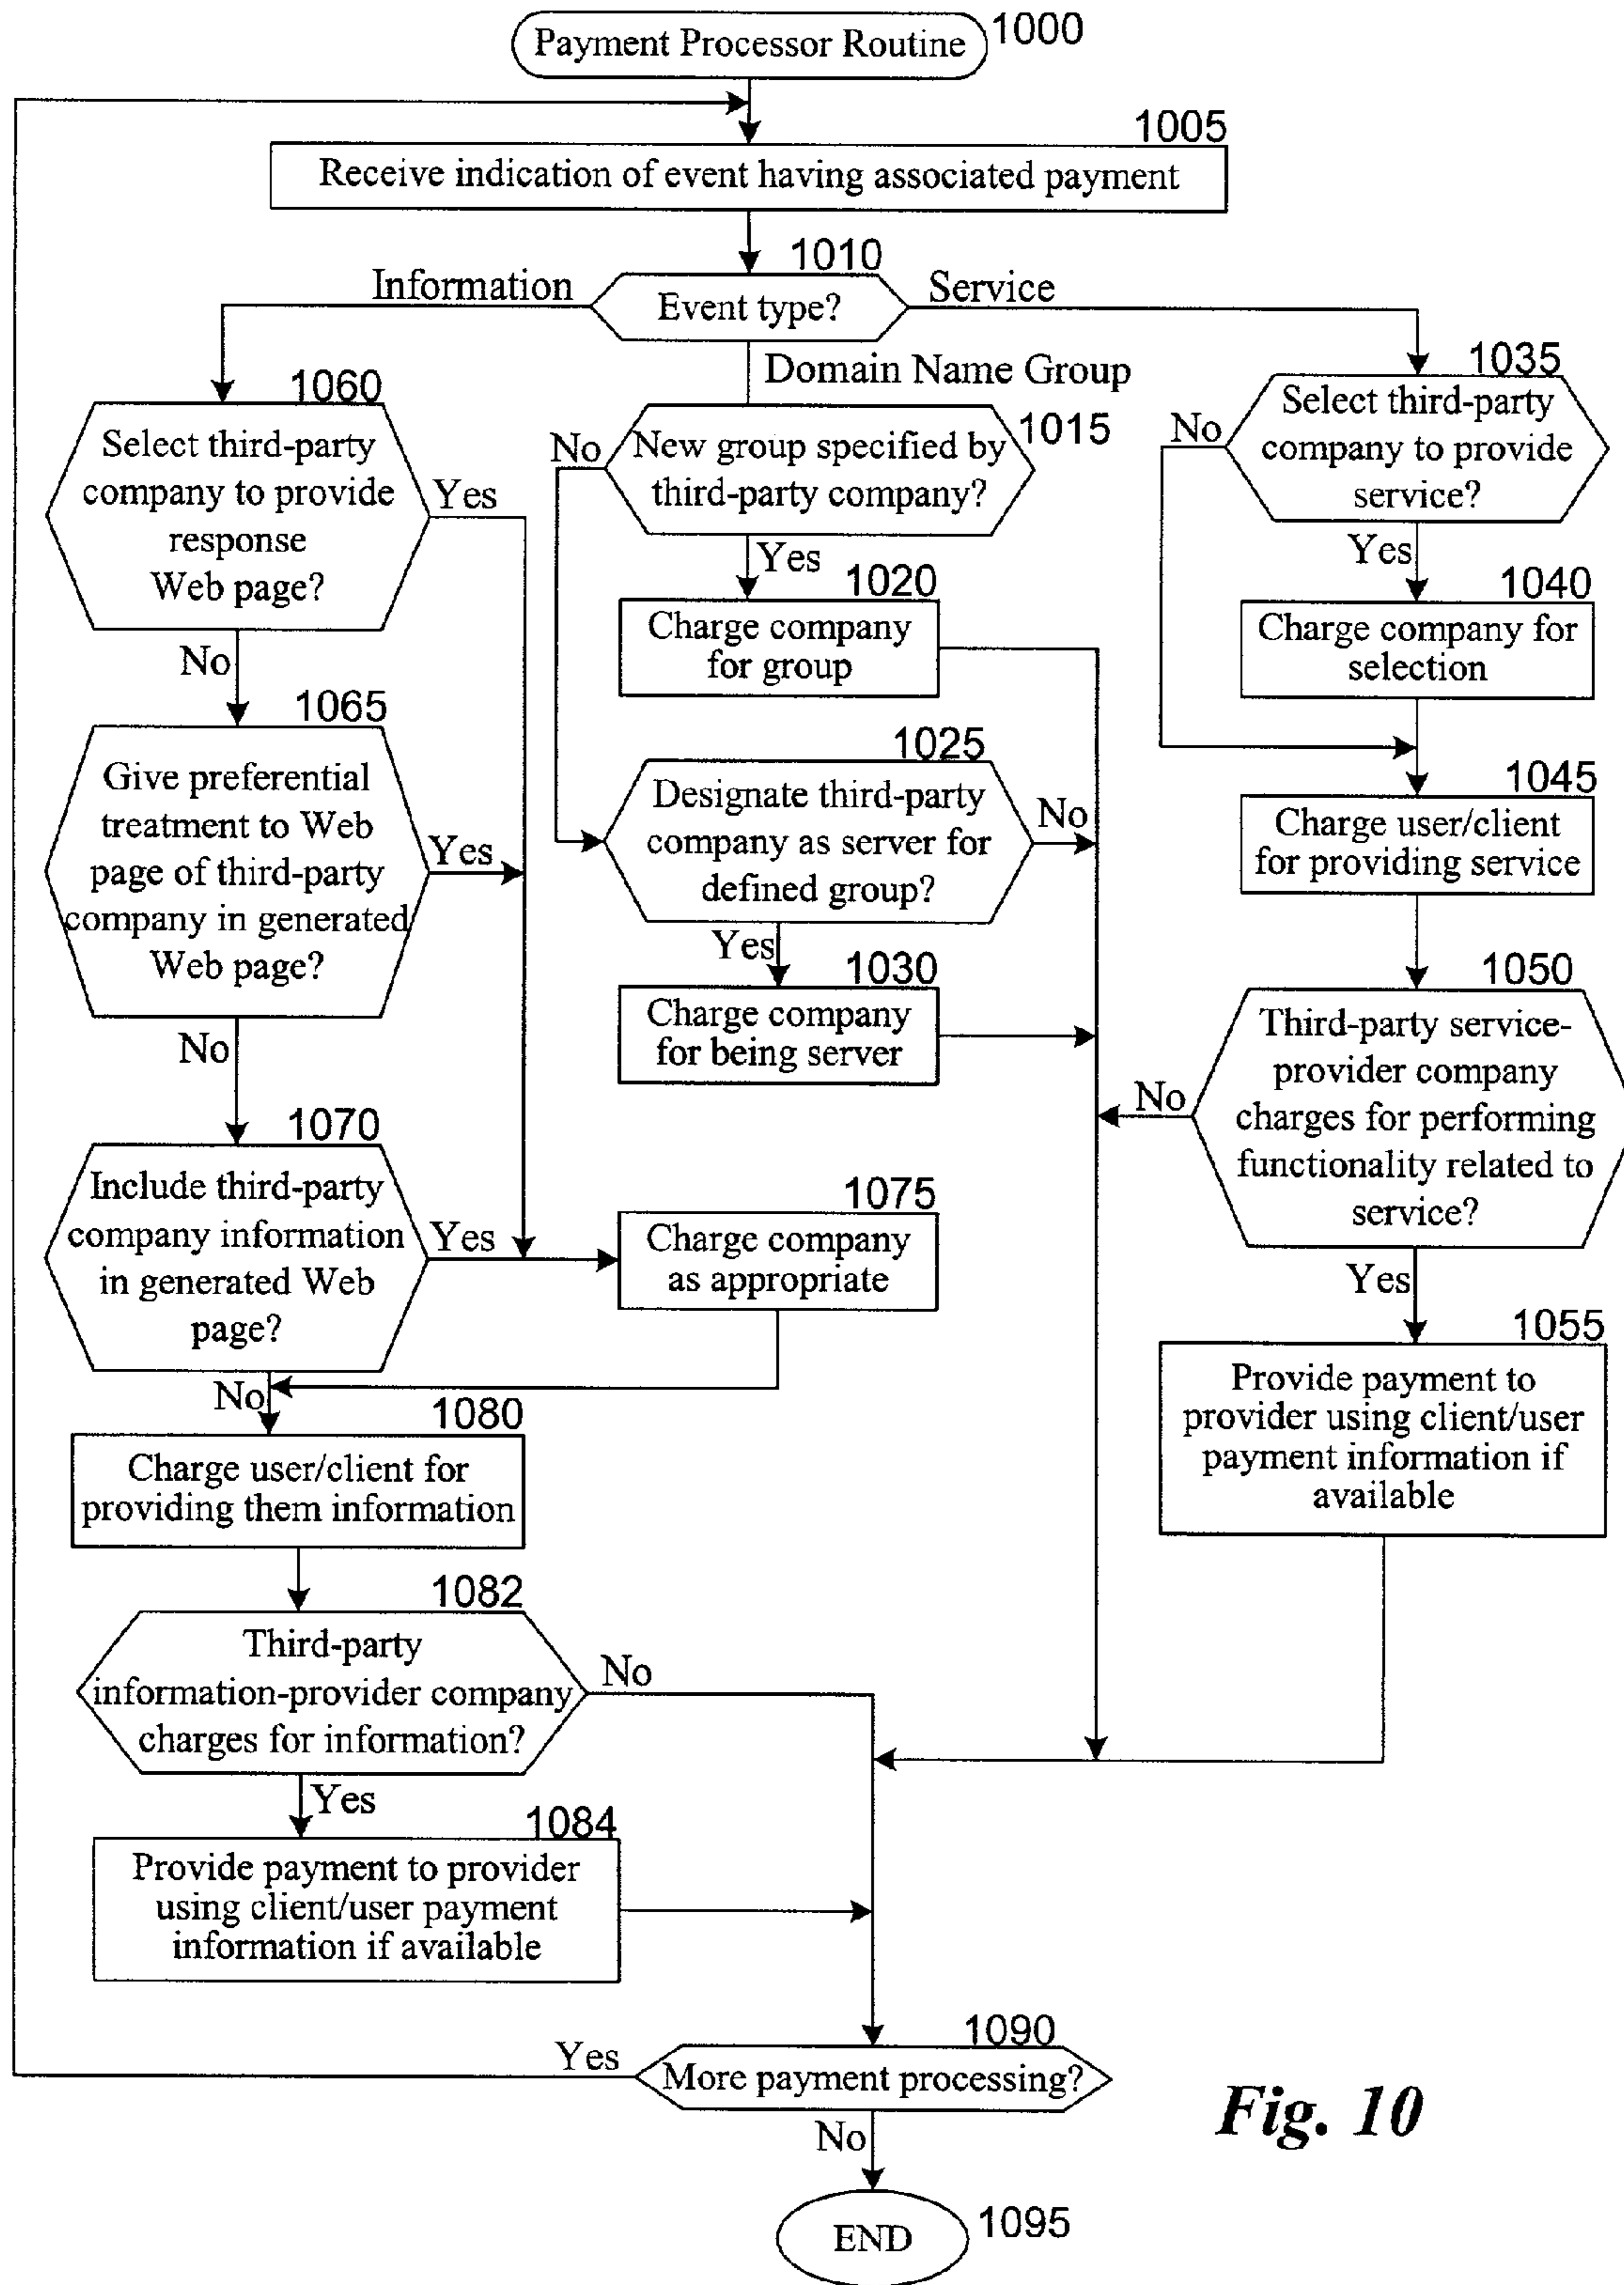 Payment Processor Routine
1000
1005
Receive indication of event having associated payment
1010
Information
Event type?
Service
Domain Name Group
1060
Select third-party
company to provide
response
Web page?
Yes
No
1065
Give preferential
treatment to Web
page of third-party
company in generated
Web page?
Yes
No
1070
Include third-party
company information
in generated Web
page?
Yes
No
1015
No
New group specified by
third-party company?
Yes
1020
Charge company
for group
1025
Designate third-party
company as server for
defined group?
No
Yes
1030
Charge company
for being server
1075
Charge company
as appropriate
1035
Select third-party
company to provide
service?
No
Yes
1040
Charge company for
selection
1045
Charge user/client
for providing service
1050
Third-party service-
provider company
charges for performing
functionality related to
service?
No
Yes
1055
Provide payment to
provider using client/user
payment information if
available
1080
Charge user/client for
providing them information
1082
Third-party
information-provider company
charges for information?
No
Yes
1084
Provide payment to provider
using client/user payment
information if available
1090
Yes
More payment processing?
No
END
1095
Fig. 10